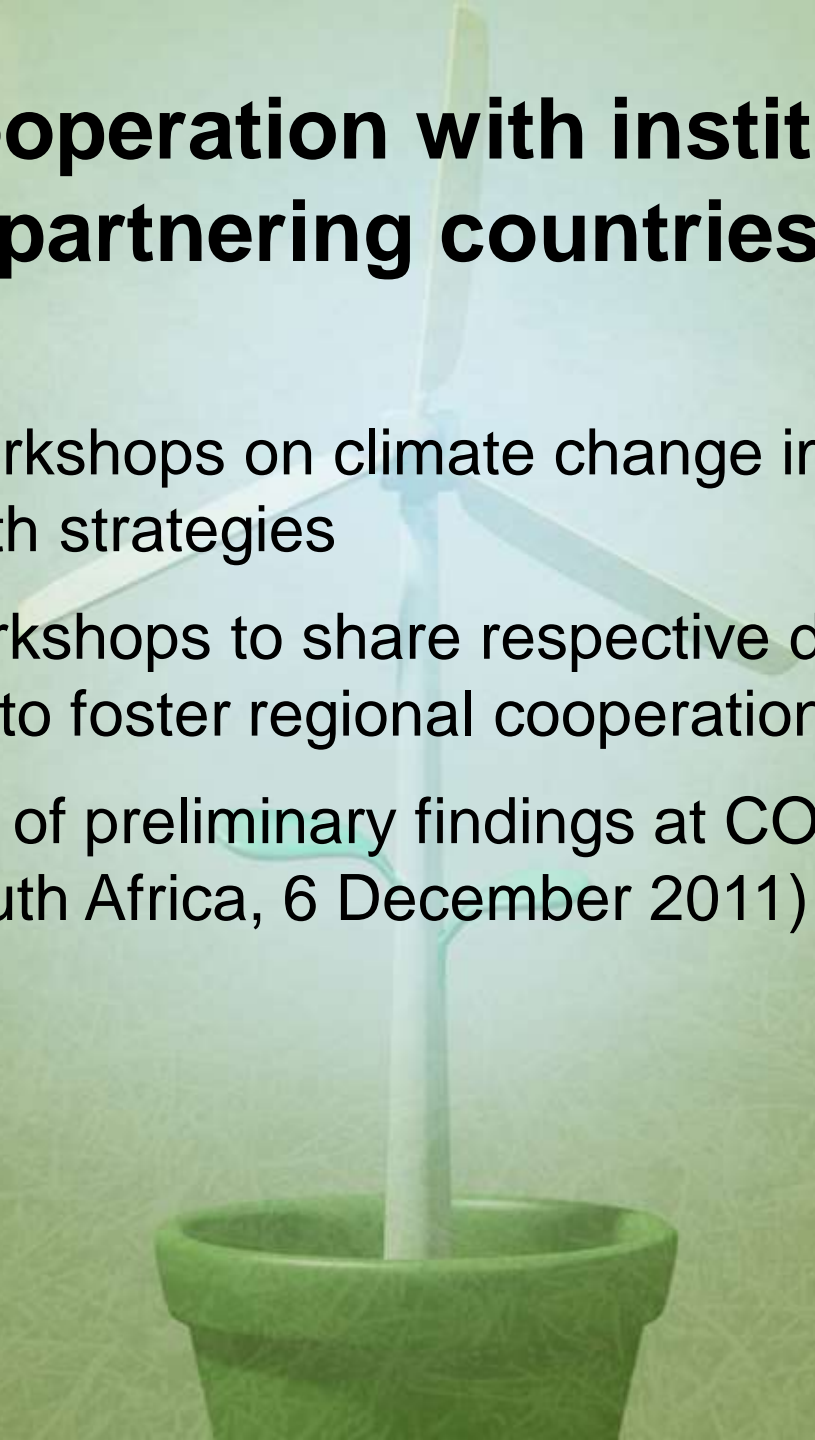 operation with instit
partnering countries
rkshops on climate change in
th strategies
rkshops to share respective d
to foster regional cooperation
of preliminary findings at CO
uth Africa, 6 December 2011)